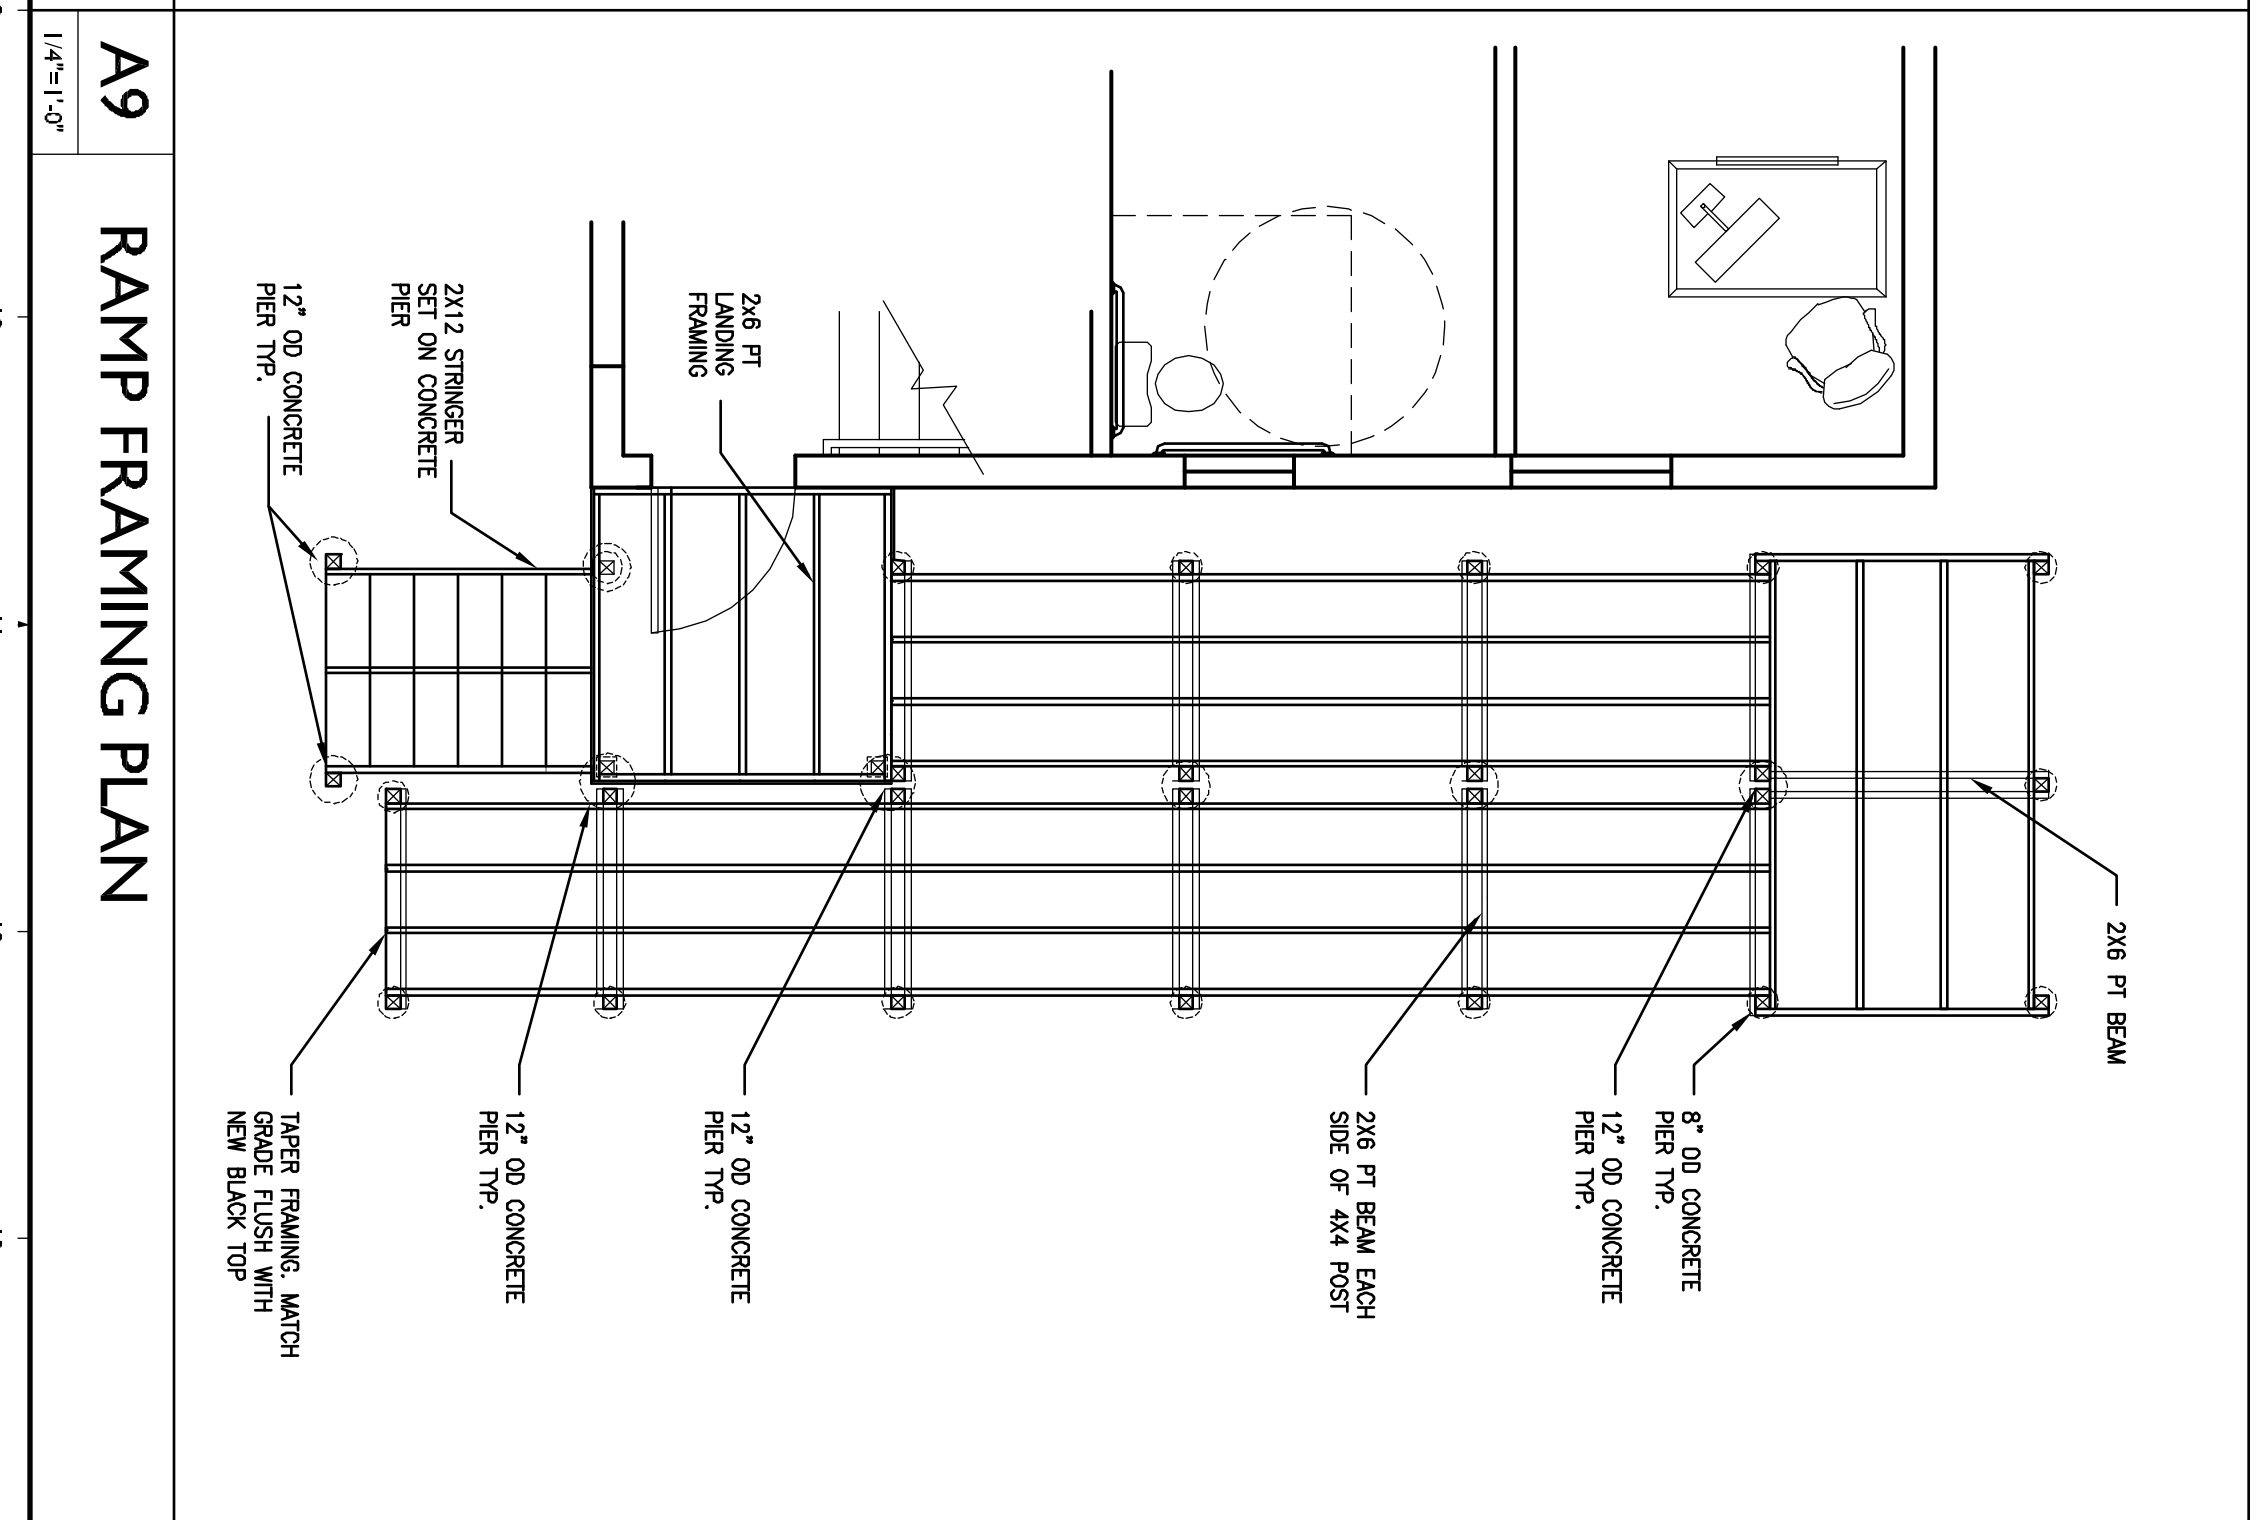 A9
1/4"=1'-0"
RAMP FRAMING PLAN
2X6 PT BEAM
8" OD CONCRETE
PIER TYP.
12" OD CONCRETE
PIER TYP.
2X6 PT BEAM EACH
SIDE OF 4X4 POST
12" OD CONCRETE
PIER TYP.
12" OD CONCRETE
PIER TYP.
TAPER FRAMING. MATCH
GRADE FLUSH WITH
NEW BLACK TOP
2x6 PT
LANDING
FRAMING
2X12 STRINGER
SET ON CONCRETE
PIER
12" OD CONCRETE
PIER TYP.